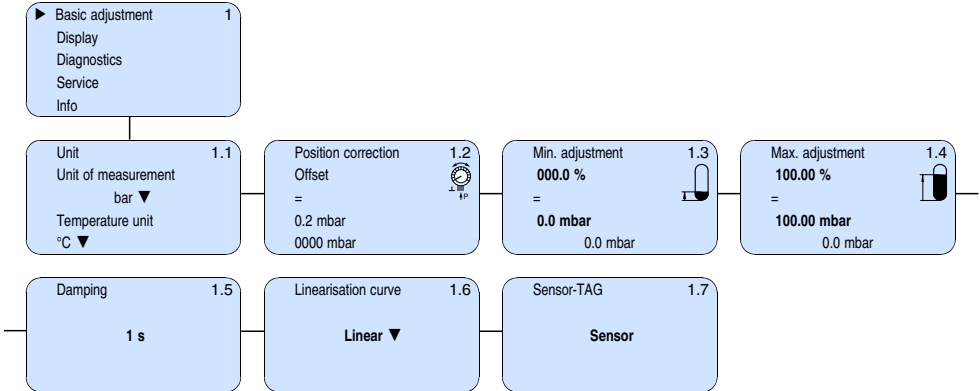 ▶ Basic adjustment 1
Display
Diagnostics
Service
Info
Unit 1.1
Unit of measurement
bar ▼
Temperature unit
°C ▼
Position correction 1.2
Offset
P
=
0.2 mbar
0000 mbar
Min. adjustment 1.3
000.0 %
=
0.0 mbar
0.0 mbar
Max. adjustment 1.4
100.00 %
=
100.00 mbar
0.0 mbar
Damping 1.5
1 s
Linearisation curve 1.6
Linear ▼
Sensor-TAG 1.7
Sensor